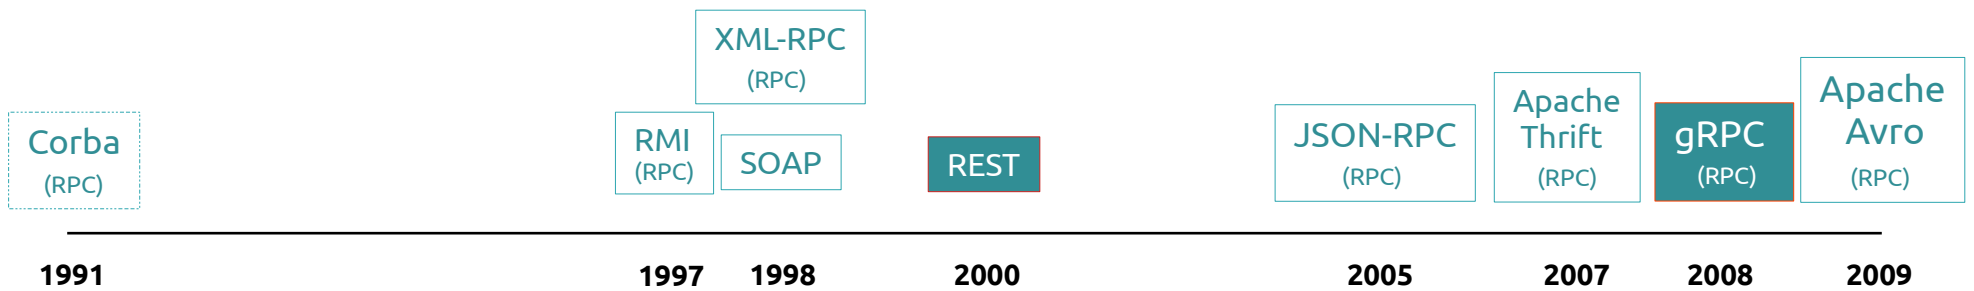 Corba
(RPC)
RMI
(RPC)
XML-RPC
(RPC)
SOAP
REST
JSON-RPC
(RPC)
Apache
Thrift
(RPC)
gRPC
(RPC)
Apache
Avro
(RPC)
1991
1997
1998
2000
2005
2007
2008
2009